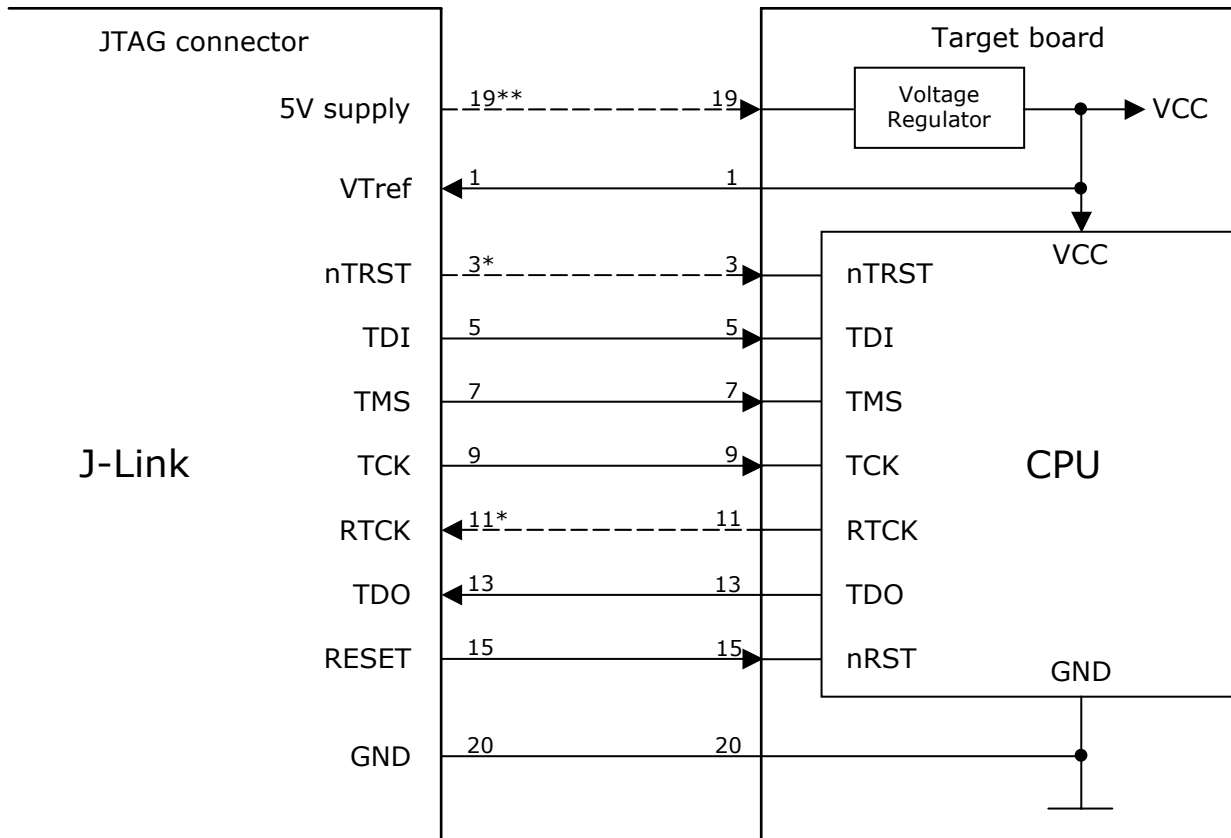 JTAG connector
Target board
5V supply 19** 19 Voltage Regulator VCC
VTref 1 1
VCC
nTRST 3* 3 nTRST
TDI 5 5 TDI
TMS 7 7 TMS
J-Link TCK 9 9 TCK CPU
RTCK 11* 11 RTCK
TDO 13 13 TDO
RESET 15 15 nRST
GND
GND 20 20